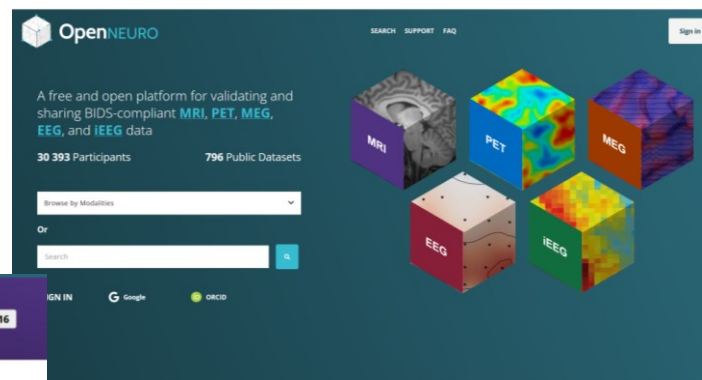 OpenNEURO
SEARCH SUPPORT FAQ
Sign in
A free and open platform for validating and
sharing BIDS-compliant MRI, PET, MEG,
EEG, and iEEG data
30 393 Participants 796 Public Datasets
Browse by Modalities
Or
Search
IGN IN Google ORCID
16
MRI
PET
MEG
EEG
iEEG